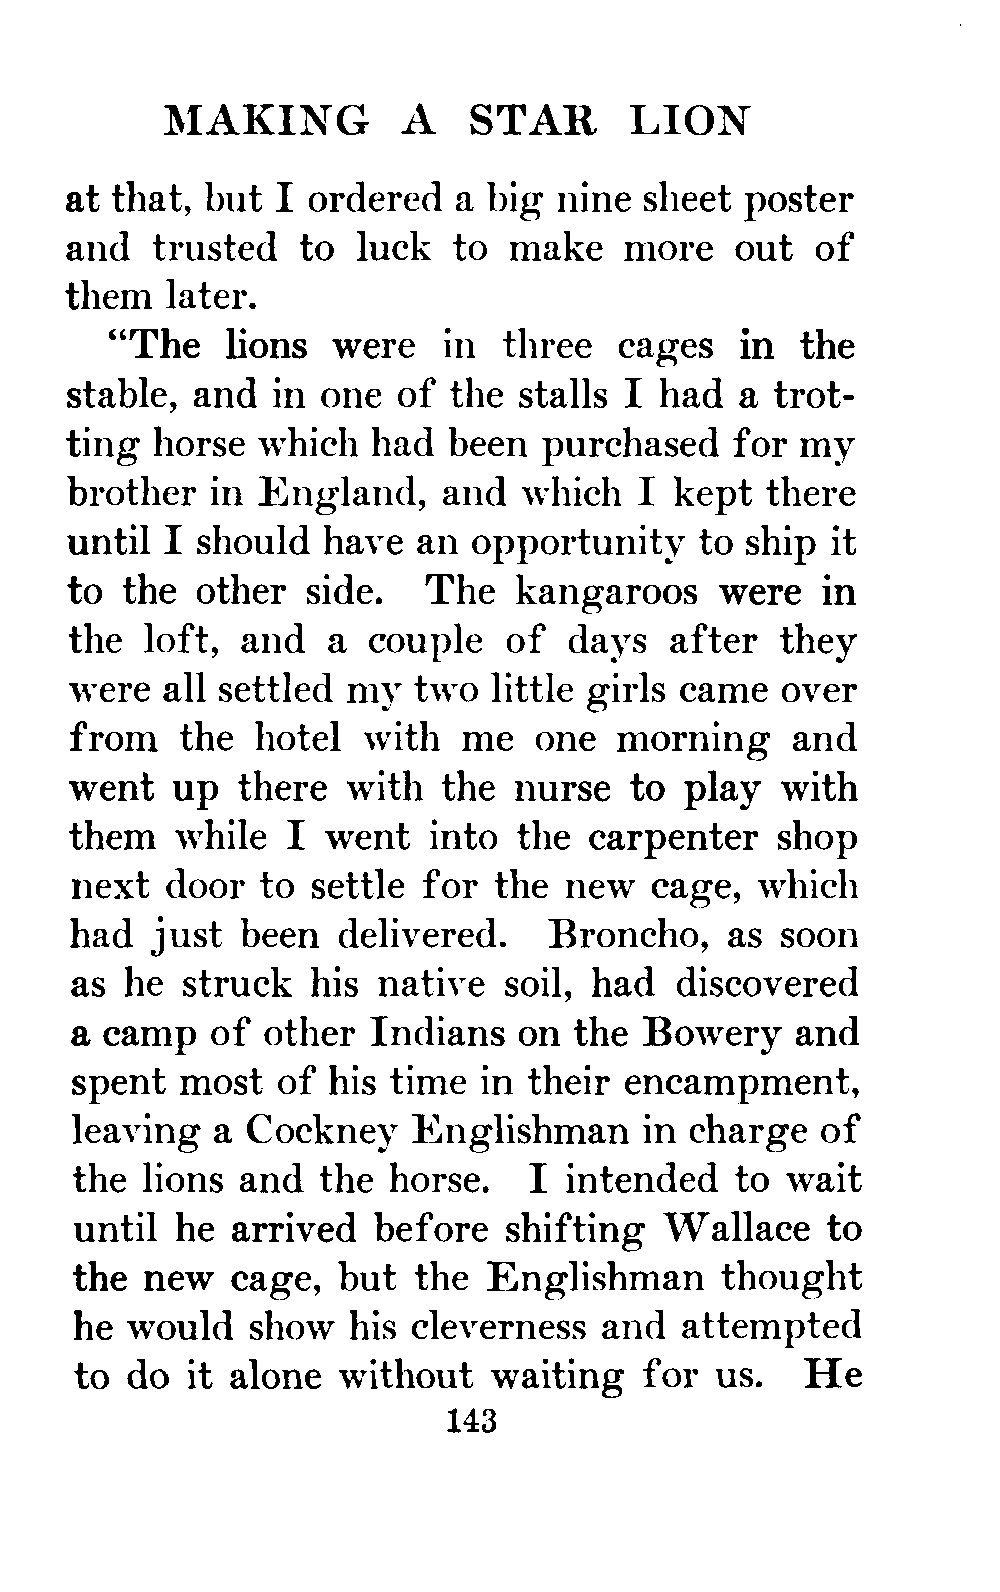 MAKING A STAR LION
at that, but I ordered a big nine sheet poster
and trusted to luck to make more out of
them later.
“The lions were in three cages in the
stable, and in one of the stalls I had a trot-
ting horse which had been purchased for my
brother in England, and which I kept there
until I should have an opportunity to ship it
to the other side. The kangaroos were in
the loft, and a couple of days after they
were all settled my two little girls came over
from the hotel with me one morning and
went up there with the nurse to play with
them while I went into the carpenter shop
next door to settle for the new cage, which
had just been delivered. Broncho, as soon
as he struck his native soil, had discovered
a camp of other Indians on the Bowery and
spent most of his time in their encampment,
leaving a Cockney Englishman in charge of
the lions and the horse. I intended to wait
until he arrived before shifting Wallace to
the new cage, but the Englishman thought
he would show his cleverness and attempted
to do it alone without waiting for us. He
143